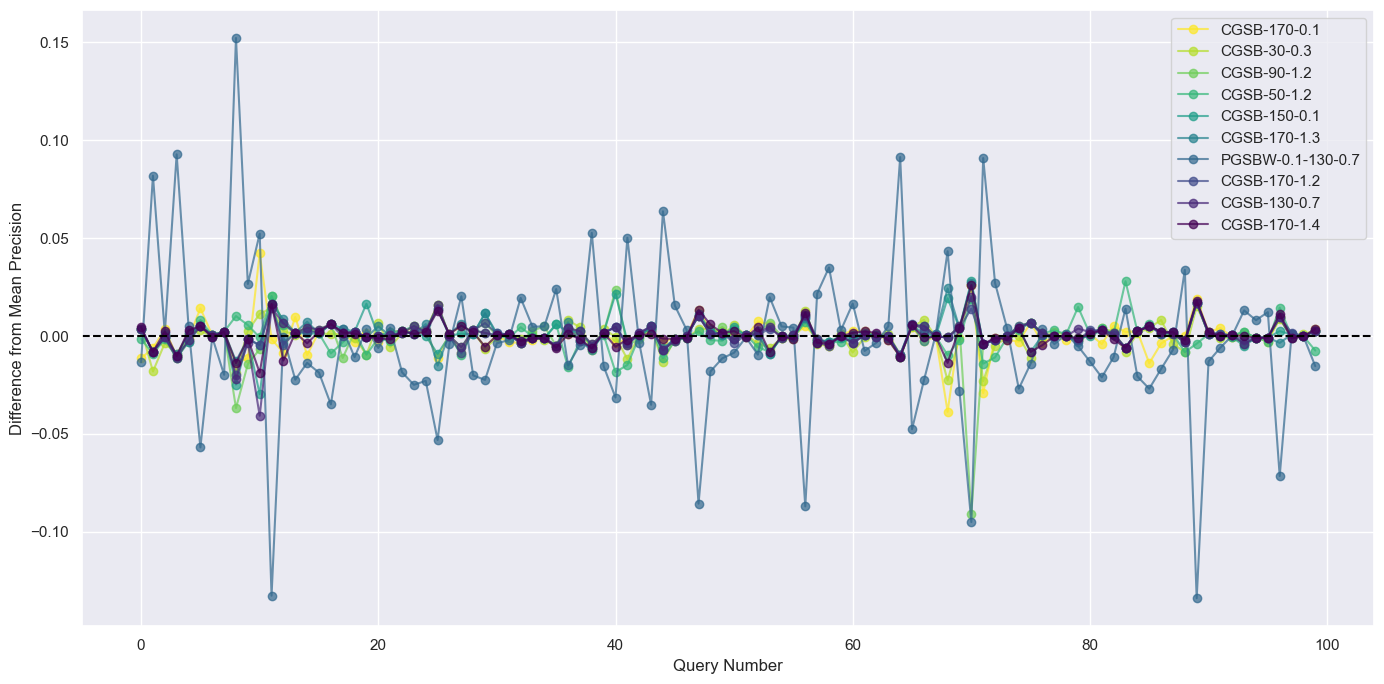 0.15
0.10
0.05
0.00
−0.05
−0.10
Difference from Mean Precision
0 20 40 60 80 100
Query Number
CGSB-170-0.1
CGSB-30-0.3
CGSB-90-1.2
CGSB-50-1.2
CGSB-150-0.1
CGSB-170-1.3
PGSBW-0.1-130-0.7
CGSB-170-1.2
CGSB-130-0.7
CGSB-170-1.4